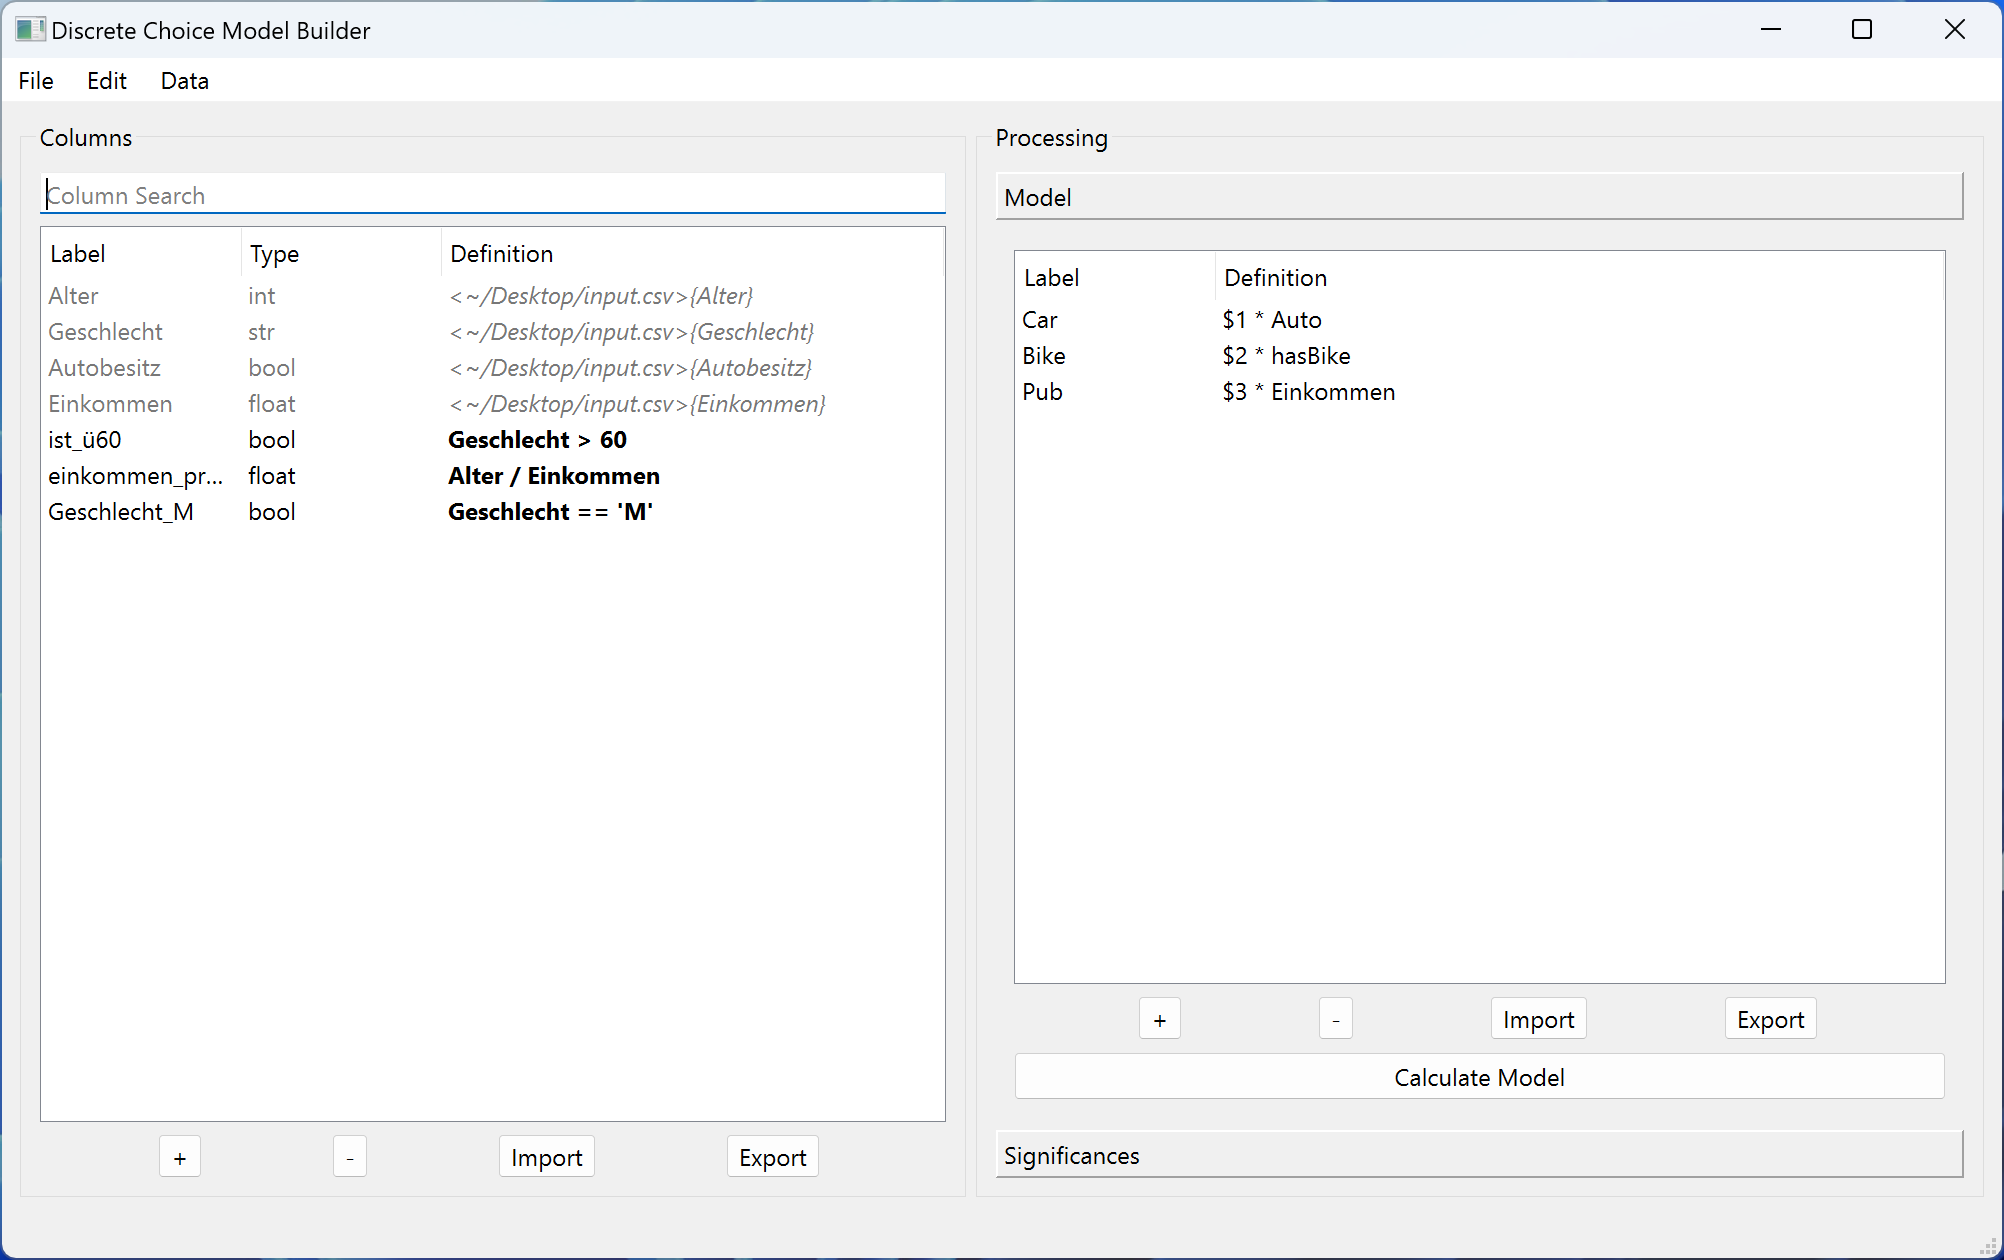 Discrete Choice Model Builder
File Edit Data
Columns
Column Search
Label Type Definition
Alter int <~/Desktop/input.csv>{Alter}
Geschlecht str <~/Desktop/input.csv>{Geschlecht}
Autobesitz bool <~/Desktop/input.csv>{Autobesitz}
Einkommen float <~/Desktop/input.csv>{Einkommen}
ist_ü60 bool Geschlecht > 60
einkommen_pr... float Alter / Einkommen
Geschlecht_M bool Geschlecht == 'M'
+ - Import Export
Processing
Model
Label Definition
Car $1 * Auto
Bike $2 * hasBike
Pub $3 * Einkommen
+ - Import Export
Calculate Model
Significances